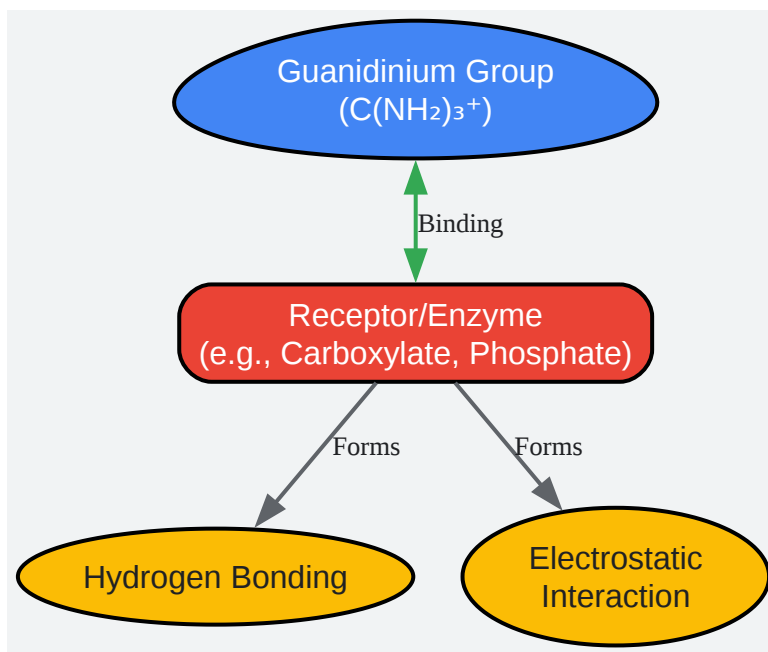 Guanidinium Group
(C(NH₂)₃⁺)
Binding
Receptor/Enzyme
(e.g., Carboxylate, Phosphate)
Forms
Forms
Hydrogen Bonding
Electrostatic
Interaction